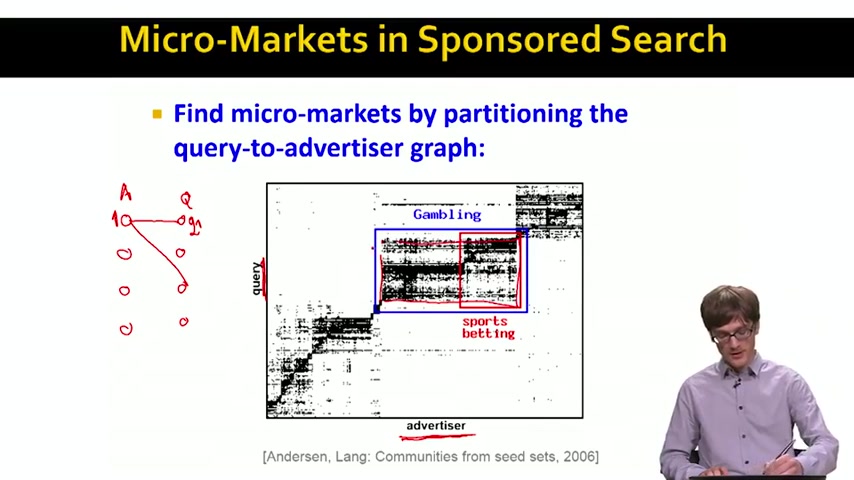 Micro-Markets in Sponsored Search
Find micro-markets by partitioning the
query-to-advertiser graph:
A Q
1 q1
Gambling
query
sports
betting
advertiser
[Andersen, Lang: Communities from seed sets, 2006]